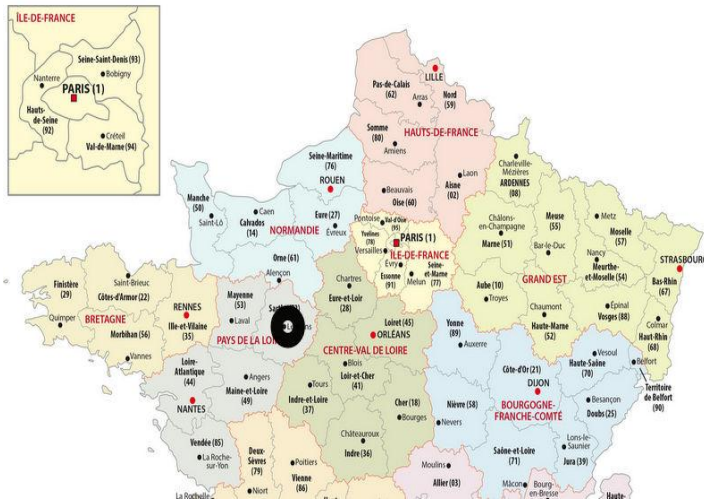 ÎLE-DE-FRANCE
Seine-Saint-Denis (93)
Bobigny
Nanterre
PARIS (1)
Hauts-
de-Seine
(92)
Créteil
Val-de-Marne (94)
LILLE
Pas-de-Calais
(62)
Nord
(59)
Arras
Somme
(80)
HAUTS-DE-FRANCE
Amiens
Seine-Maritime
(76)
ROUEN
Beauvais
Oise (60)
Laon
Aisne
(02)
Charleville-
Mézières
ARDENNES
(08)
Manche
(50)
Saint-Lô
Caen
Calvados
(14)
NORMANDIE
Eure (27)
Évreux
Orne (61)
Alençon
Pontoise
Val-d'Oise
(95)
Yvelines
(78)
Versailles
PARIS (1)
ÎLE-DE-FRANCE
Évry
Essonne
(91)
Melun
Seine-
et-Marne
(77)
Châlons-
en-Champagne
Marne (51)
Meuse
(55)
Bar-le-Duc
Metz
Moselle
(57)
Nancy
Meurthe-
et-Moselle (54)
STRASBOURG
Bas-Rhin
(67)
GRAND EST
Aube (10)
Troyes
Chaumont
Haute-Marne
(52)
Épinal
Vosges (88)
Colmar
Haut-Rhin
(68)
Finistère
(29)
Saint-Brieuc
Côtes-d'Armor (22)
Quimper
BRETAGNE
Morbihan (56)
Vannes
RENNES
Ille-et-Vilaine
(35)
Mayenne
(53)
Laval
PAYS DE LA
Chartres
Eure-et-Loir
(28)
Loiret (45)
ORLÉANS
CENTRE-VAL DE LOIRE
Blois
Loir-et-Cher
(41)
Tours
Indre-et-Loire
(37)
Cher (18)
Bourges
Châteauroux
Indre (36)
Loire-
Atlantique
(44)
NANTES
Angers
Maine-et-Loire
(49)
Vendée (85)
La Roche-
sur-Yon
Deux-
Sèvres
(79)
Niort
Poitiers
Vienne
(86)
La Rochelle
Yonne
(89)
Auxerre
Côte-d'Or (21)
DIJON
BOURGOGNE-
FRANCHE-COMTÉ
Nièvre (58)
Nevers
Saône-et-Loire
(71)
Mâcon
Vesoul
Haute-Saône
(70)
Belfort
Territoire
de Belfort
(90)
Besançon
Doubs (25)
Lons-le-
Saunier
Jura (39)
Moulins
Allier (03)
Bourg-
en-Bresse
Haute-